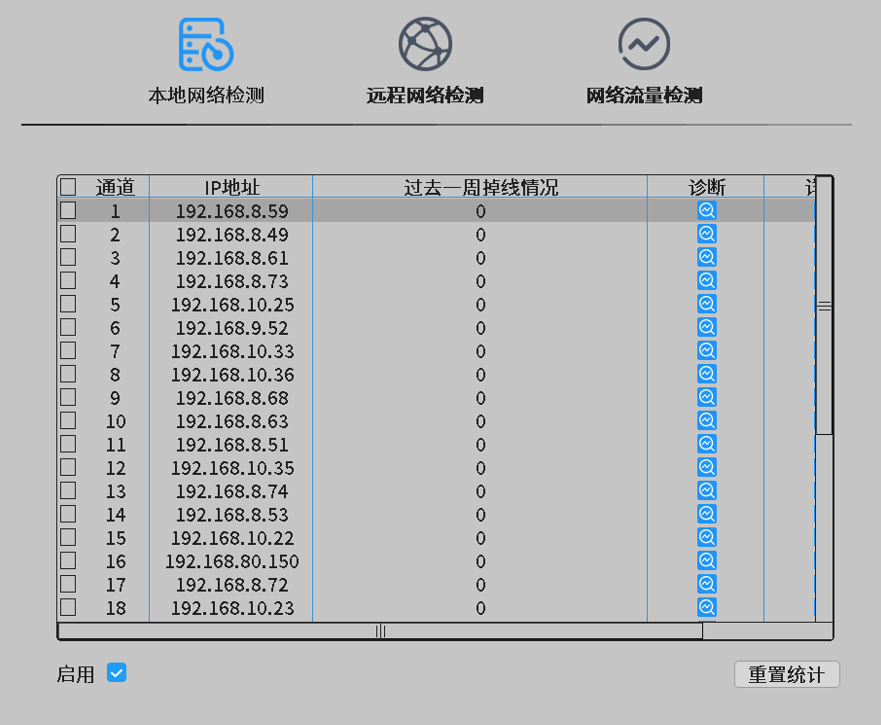 本地网络检测 远程网络检测 网络流量检测
通道 IP地址 过去一周掉线情况 诊断
1 192.168.8.59 0
2 192.168.8.49 0
3 192.168.8.61 0
4 192.168.8.73 0
5 192.168.10.25 0
6 192.168.9.52 0
7 192.168.10.33 0
8 192.168.10.36 0
9 192.168.8.68 0
10 192.168.8.63 0
11 192.168.8.51 0
12 192.168.10.35 0
13 192.168.8.74 0
14 192.168.8.53 0
15 192.168.10.22 0
16 192.168.80.150 0
17 192.168.8.72 0
18 192.168.10.23 0
启用 重置统计